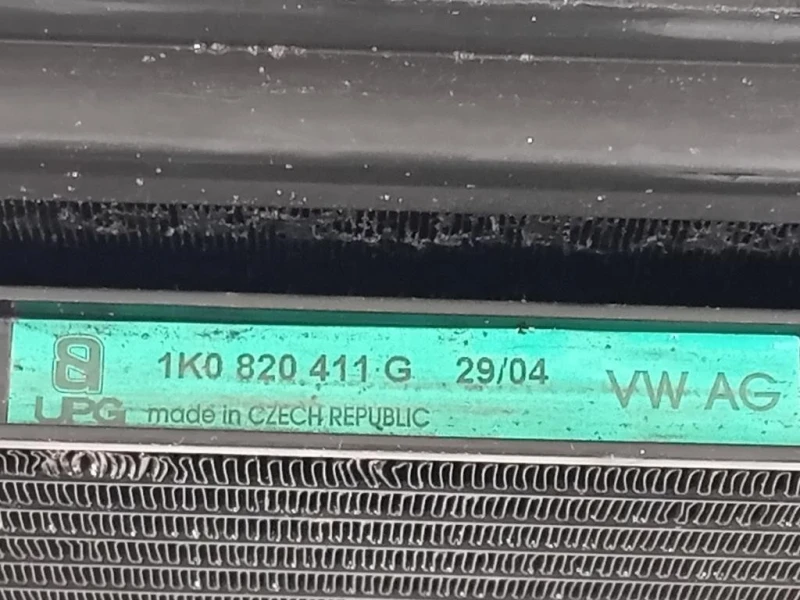 1K0 820 411 G 29/04 VW AG
UPG made in CZECH REPUBLIC